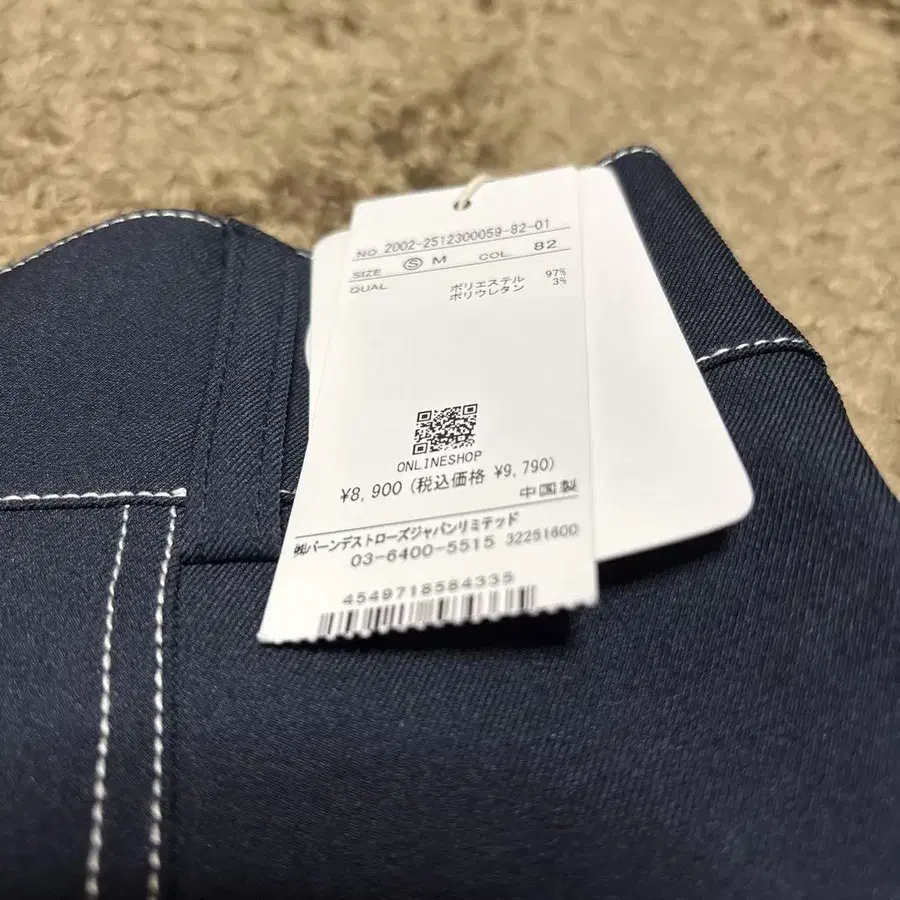 NO 2002-2512300059-82-01
SIZE Ⓢ M COL. 82
QUAL ポリエステル 97%
ポリウレタン 3%
ONLINESHOP
¥8,900 (税込価格 ¥9,790)
中国製
㈱バーンデストローズジャパンリミテッド
03-6400-5515 32251600
4549718584335